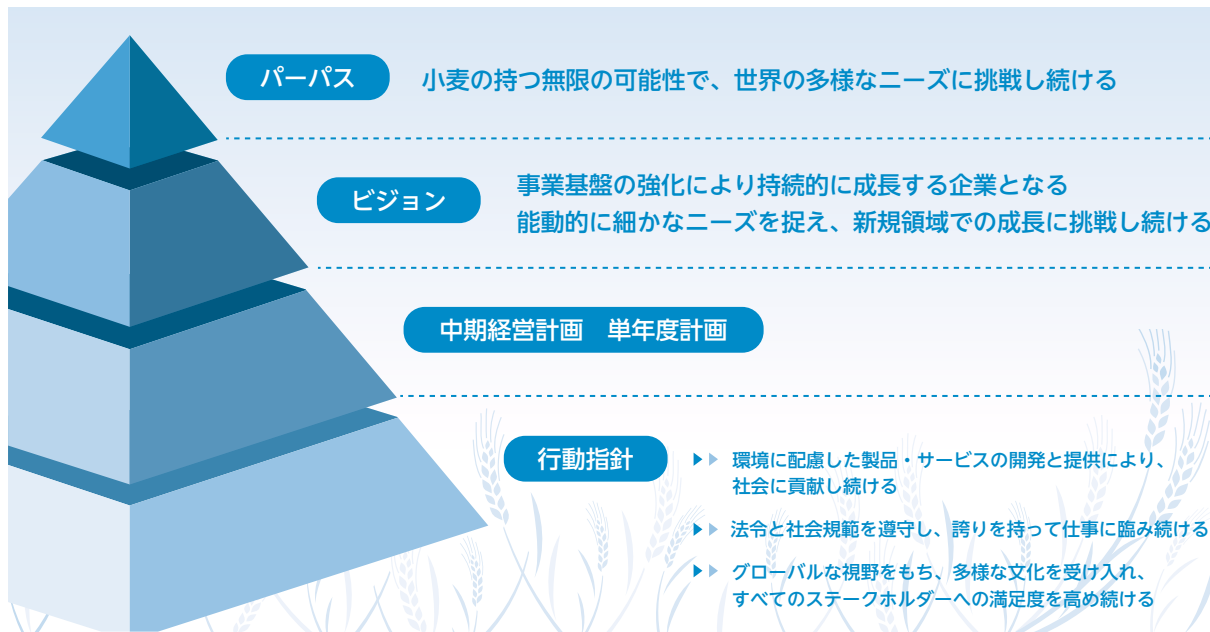 パーパス
小麦の持つ無限の可能性で、世界の多様なニーズに挑戦し続ける
ビジョン
事業基盤の強化により持続的に成長する企業となる
能動的に細かなニーズを捉え、新規領域での成長に挑戦し続ける
中期経営計画　単年度計画
行動指針
環境に配慮した製品・サービスの開発と提供により、
社会に貢献し続ける
法令と社会規範を遵守し、誇りを持って仕事に臨み続ける
グローバルな視野をもち、多様な文化を受け入れ、
すべてのステークホルダーへの満足度を高め続ける